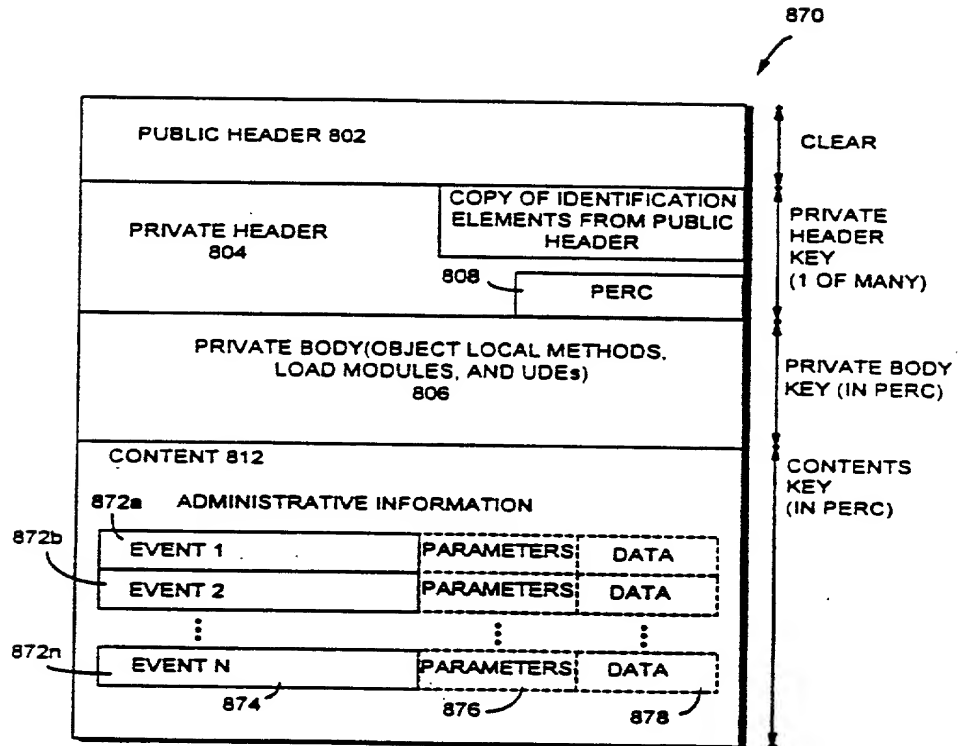 870
PUBLIC HEADER 802
CLEAR
PRIVATE HEADER
804
COPY OF IDENTIFICATION
ELEMENTS FROM PUBLIC
HEADER
808
PERC
PRIVATE
HEADER
KEY
(1 OF MANY)
PRIVATE BODY(OBJECT LOCAL METHODS,
LOAD MODULES, AND UDEs)
806
PRIVATE BODY
KEY (IN PERC)
CONTENT 812
CONTENTS
KEY
(IN PERC)
872a ADMINISTRATIVE INFORMATION
872b
EVENT 1 PARAMETERS DATA
EVENT 2 PARAMETERS DATA
872n
EVENT N PARAMETERS DATA
874 876 878